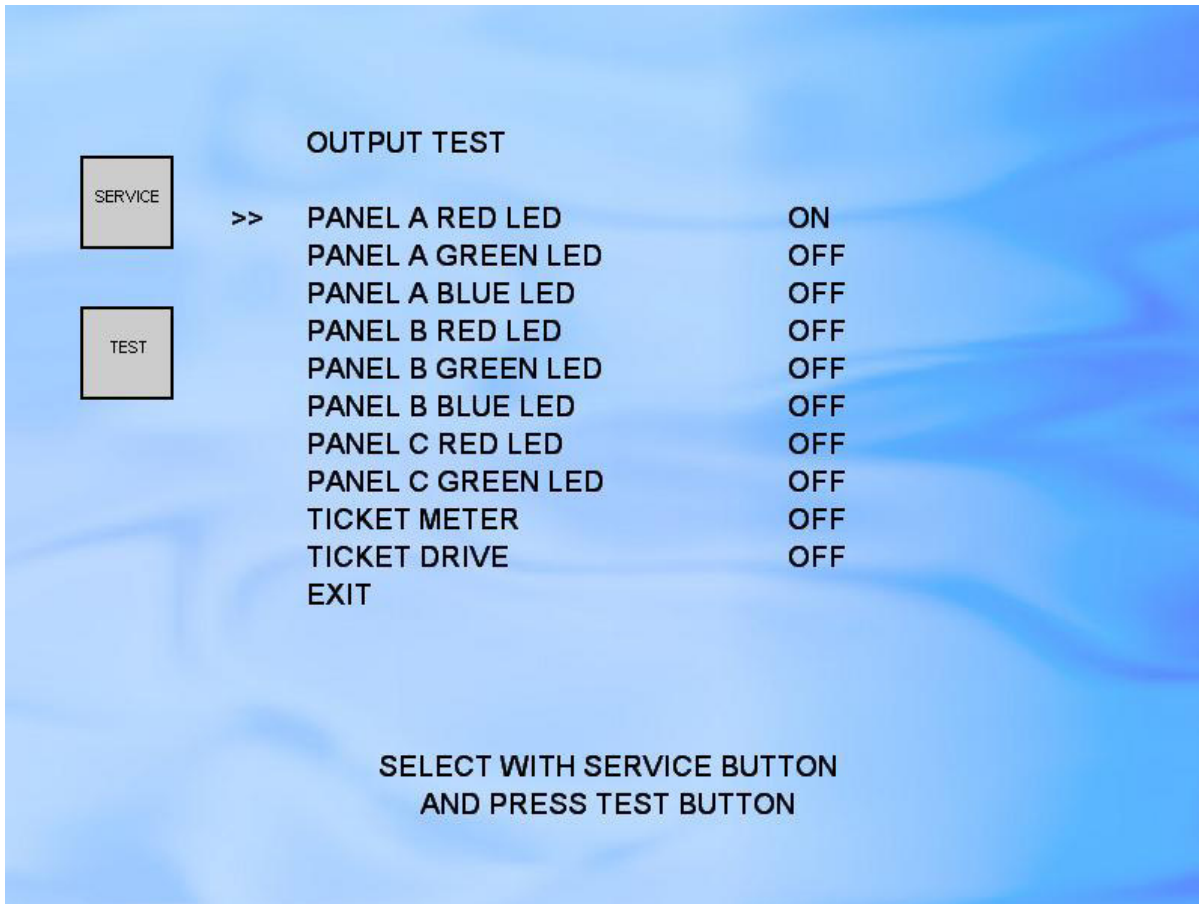 OUTPUT TEST
SERVICE
>> PANEL A RED LED ON
PANEL A GREEN LED OFF
PANEL A BLUE LED OFF
PANEL B RED LED OFF
TEST
PANEL B GREEN LED OFF
PANEL B BLUE LED OFF
PANEL C RED LED OFF
PANEL C GREEN LED OFF
TICKET METER OFF
TICKET DRIVE OFF
EXIT
SELECT WITH SERVICE BUTTON
AND PRESS TEST BUTTON